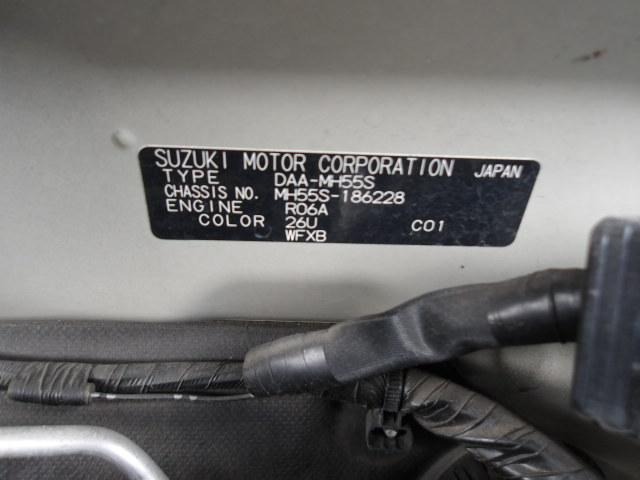 SUZUKI MOTOR CORPORATION JAPAN
TYPE DAA-MH55S
CHASSIS NO. MH55S-186228
ENGINE R06A
COLOR 26U C01
WFXB